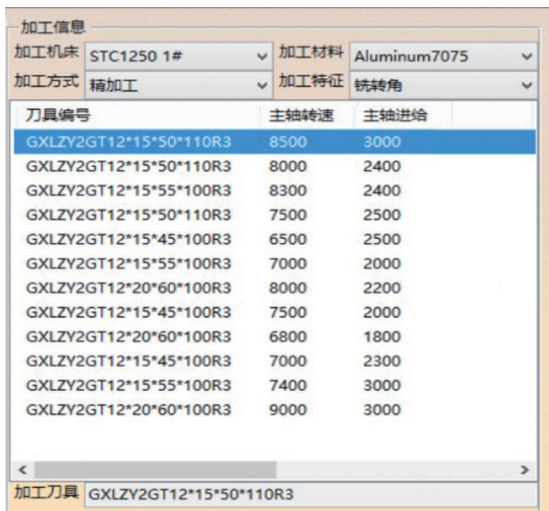 加工信息
加工机床 STC1250 1# 加工材料 Aluminum7075
加工方式 精加工 加工特征 铣转角
刀具编号 主轴转速 主轴进给
GXLZY2GT12*15*50*110R3 8500 3000
GXLZY2GT12*15*50*110R3 8000 2400
GXLZY2GT12*15*55*100R3 8300 2400
GXLZY2GT12*15*50*110R3 7500 2500
GXLZY2GT12*15*45*100R3 6500 2500
GXLZY2GT12*15*55*100R3 7000 2000
GXLZY2GT12*20*60*100R3 8000 2200
GXLZY2GT12*15*45*100R3 7500 2000
GXLZY2GT12*20*60*100R3 6800 1800
GXLZY2GT12*15*45*100R3 7000 2300
GXLZY2GT12*15*55*100R3 7400 3000
GXLZY2GT12*20*60*100R3 9000 3000
加工刀具 GXLZY2GT12*15*50*110R3